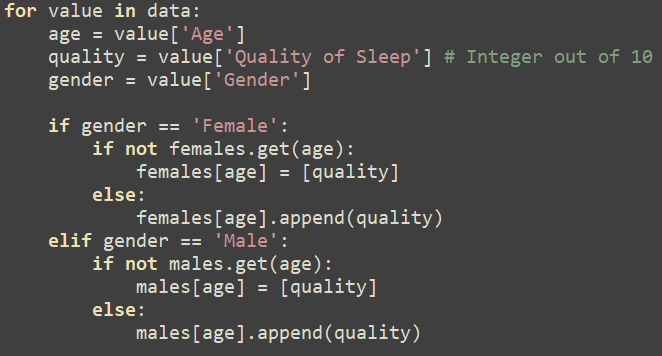 for value in data:
    age = value['Age']
    quality = value['Quality of Sleep'] # Integer out of 10
    gender = value['Gender']

    if gender == 'Female':
        if not females.get(age):
            females[age] = [quality]
        else:
            females[age].append(quality)
    elif gender == 'Male':
        if not males.get(age):
            males[age] = [quality]
        else:
            males[age].append(quality)